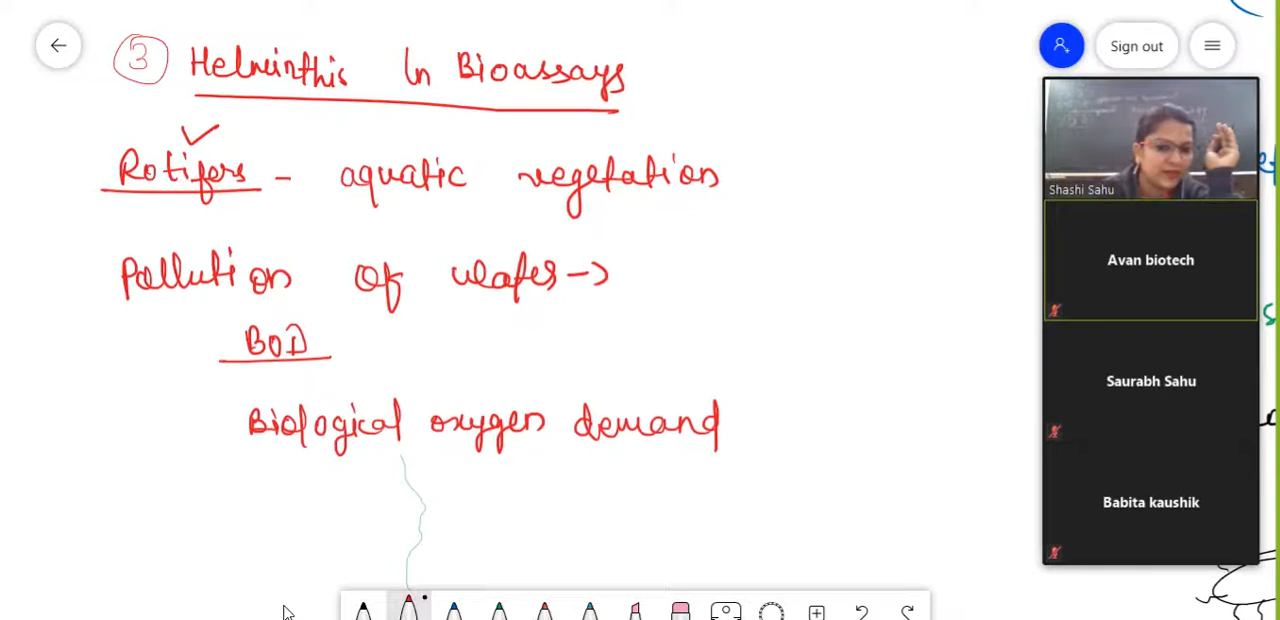 3 Helminthis In Bioassays
Rotifers - aquatic vegetation
Pollution of water ->
BOD
Biological oxygen demand
Sign out
Shashi Sahu
Avan biotech
Saurabh Sahu
Babita kaushik